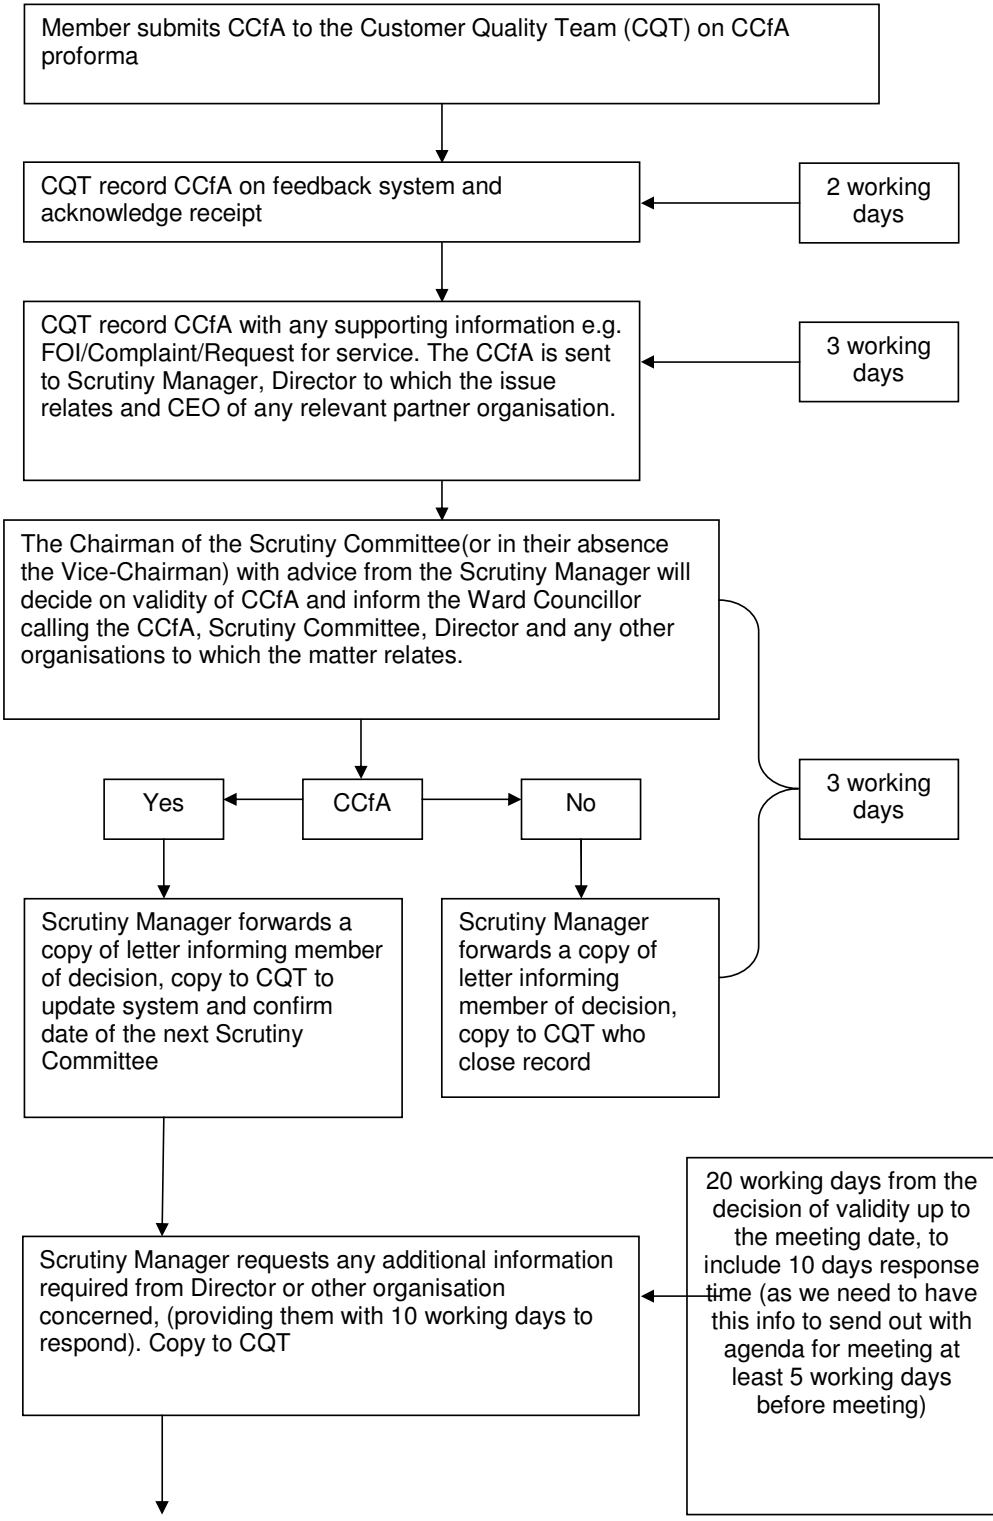 Member submits CCfA to the Customer Quality Team (CQT) on CCfA
proforma
CQT record CCfA on feedback system and
acknowledge receipt
2 working
days
CQT record CCfA with any supporting information e.g.
FOI/Complaint/Request for service. The CCfA is sent
to Scrutiny Manager, Director to which the issue
relates and CEO of any relevant partner organisation.
3 working
days
The Chairman of the Scrutiny Committee(or in their absence
the Vice-Chairman) with advice from the Scrutiny Manager will
decide on validity of CCfA and inform the Ward Councillor
calling the CCfA, Scrutiny Committee, Director and any other
organisations to which the matter relates.
3 working
days
Yes
CCfA
No
Scrutiny Manager forwards a
copy of letter informing member
of decision, copy to CQT to
update system and confirm
date of the next Scrutiny
Committee
Scrutiny Manager
forwards a copy of
letter informing
member of decision,
copy to CQT who
close record
Scrutiny Manager requests any additional information
required from Director or other organisation
concerned, (providing them with 10 working days to
respond). Copy to CQT
20 working days from the
decision of validity up to
the meeting date, to
include 10 days response
time (as we need to have
this info to send out with
agenda for meeting at
least 5 working days
before meeting)